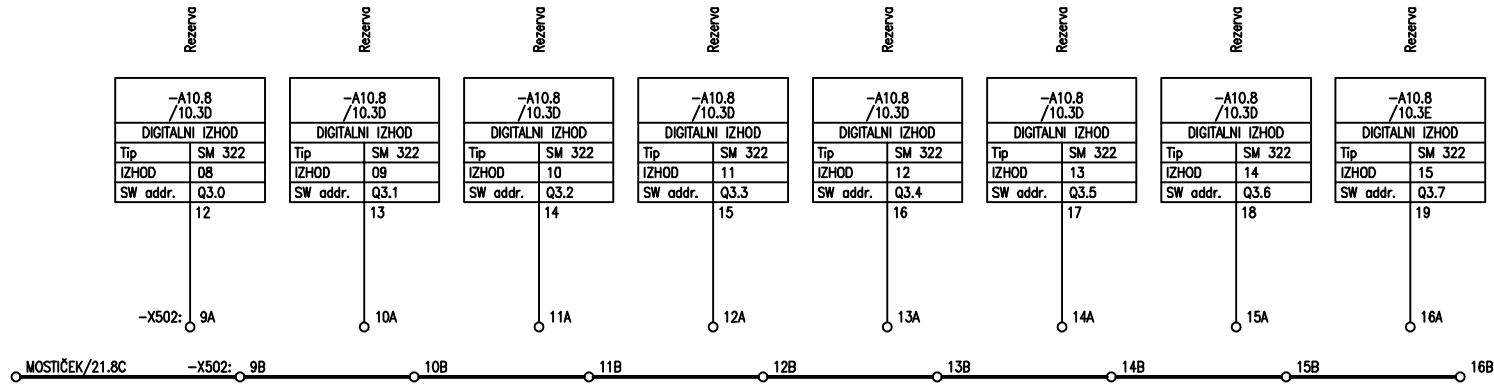 Rezerva Rezerva Rezerva Rezerva Rezerva Rezerva Rezerva Rezerva
-A10.8 -A10.8 -A10.8 -A10.8 -A10.8 -A10.8 -A10.8 -A10.8
/10.3D /10.3D /10.3D /10.3D /10.3D /10.3D /10.3D /10.3E
DIGITALNI IZHOD DIGITALNI IZHOD DIGITALNI IZHOD DIGITALNI IZHOD DIGITALNI IZHOD DIGITALNI IZHOD DIGITALNI IZHOD DIGITALNI IZHOD
Tip SM 322 Tip SM 322 Tip SM 322 Tip SM 322 Tip SM 322 Tip SM 322 Tip SM 322 Tip SM 322
IZHOD 08 IZHOD 09 IZHOD 10 IZHOD 11 IZHOD 12 IZHOD 13 IZHOD 14 IZHOD 15
SW addr. Q3.0 SW addr. Q3.1 SW addr. Q3.2 SW addr. Q3.3 SW addr. Q3.4 SW addr. Q3.5 SW addr. Q3.6 SW addr. Q3.7
12 13 14 15 16 17 18 19
-X502: 9A 10A 11A 12A 13A 14A 15A 16A
MOSTIČEK/21.8C -X502: 9B 10B 11B 12B 13B 14B 15B 16B